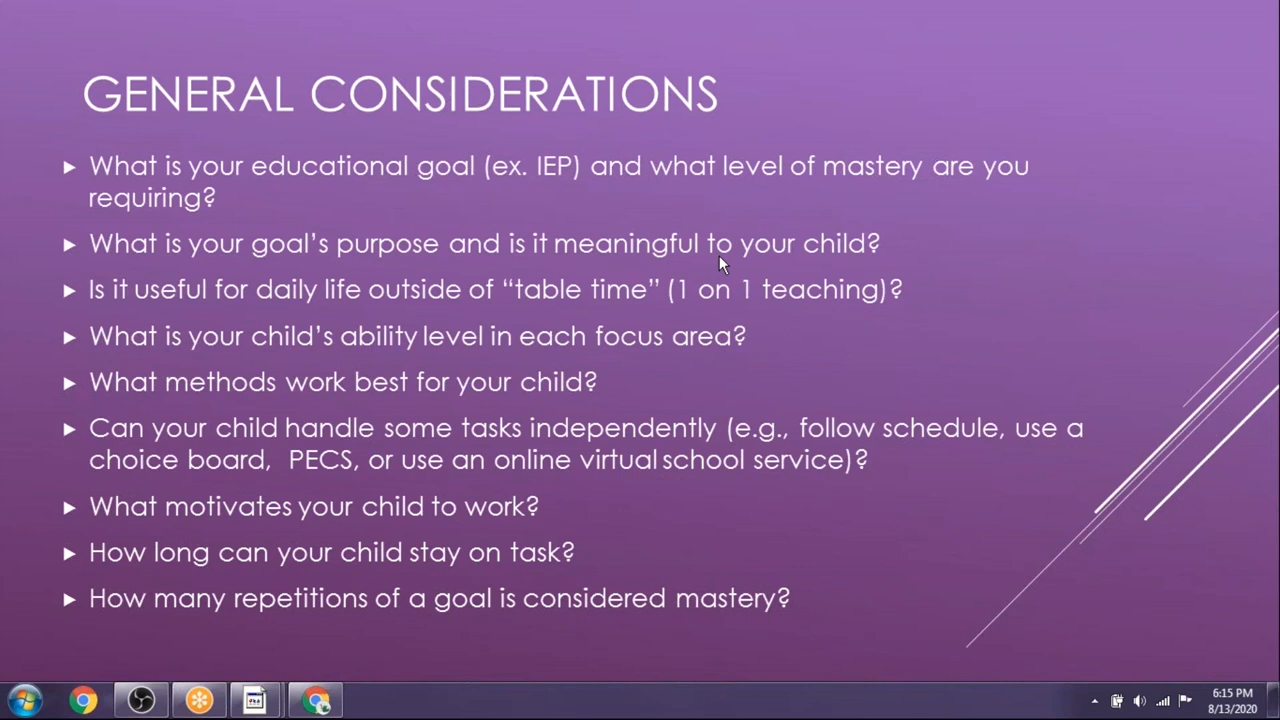 GENERAL CONSIDERATIONS
What is your educational goal (ex. IEP) and what level of mastery are you
requiring?
What is your goal's purpose and is it meaningful to your child?
Is it useful for daily life outside of “table time” (1 on 1 teaching)?
What is your child's ability level in each focus area?
What methods work best for your child?
Can your child handle some tasks independently (e.g., follow schedule, use a
choice board, PECS, or use an online virtual school service)?
What motivates your child to work?
How long can your child stay on task?
How many repetitions of a goal is considered mastery?
6:15 PM
8/13/2020